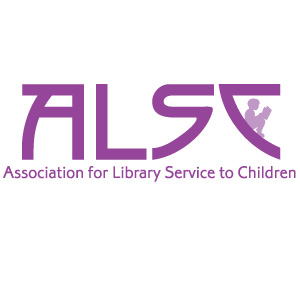 ALSC
Association for Library Service to Children